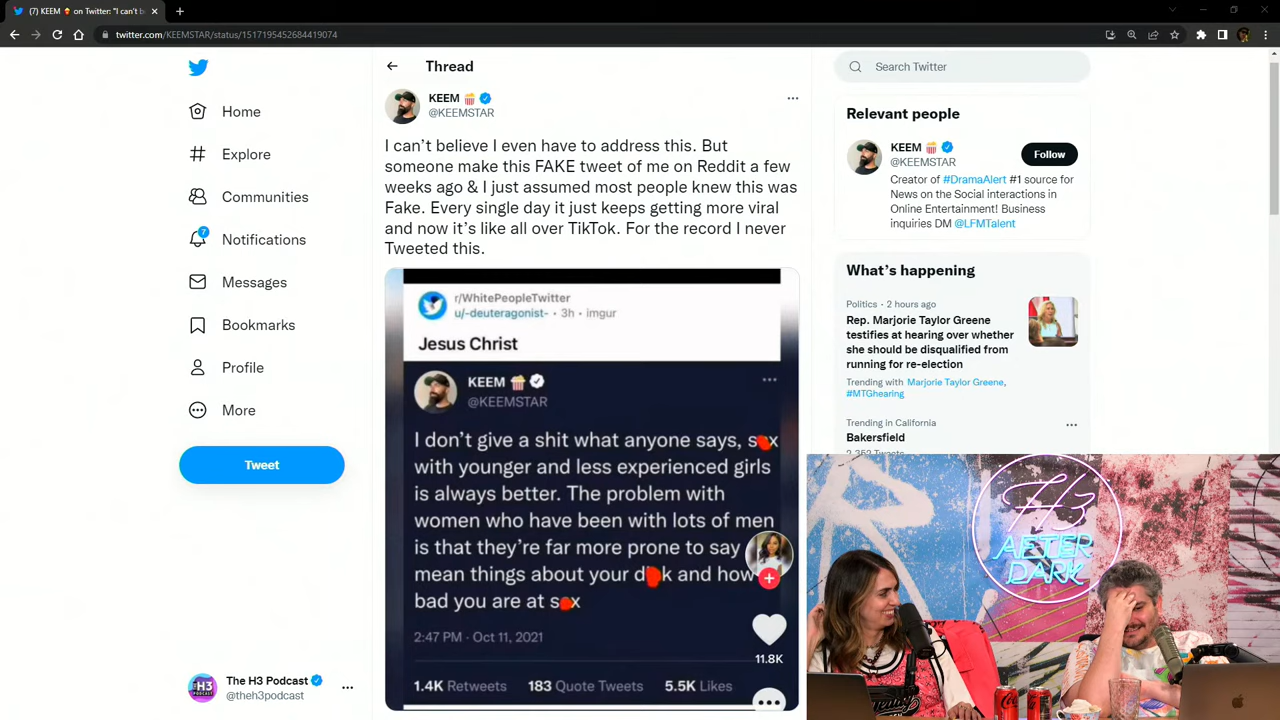 (7) KEEM 🍿 on Twitter: "I can't b
twitter.com/KEEMSTAR/status/1517195452684419074
Home
Explore
Communities
7
Notifications
Messages
Bookmarks
Profile
More
Tweet
The H3 Podcast
@theh3podcast
Thread
KEEM 🍿
@KEEMSTAR
I can't believe I even have to address this. But
someone make this FAKE tweet of me on Reddit a few
weeks ago & I just assumed most people knew this was
Fake. Every single day it just keeps getting more viral
and now it's like all over TikTok. For the record I never
Tweeted this.
r/WhitePeopleTwitter
u/-deuteragonist- • 3h • imgur
Jesus Christ
KEEM 🍿
@KEEMSTAR
I don't give a shit what anyone says, s x
with younger and less experienced girls
is always better. The problem with
women who have been with lots of men
is that they're far more prone to say
mean things about your d k and how
bad you are at s x
2:47 PM · Oct 11, 2021
11.8K
1.4K Retweets 183 Quote Tweets 5.5K Likes
Search Twitter
Relevant people
KEEM 🍿
@KEEMSTAR
Follow
Creator of #DramaAlert #1 source for
News on the Social interactions in
Online Entertainment! Business
inquiries DM @LFMTalent
What's happening
Politics · 2 hours ago
Rep. Marjorie Taylor Greene
testifies at hearing over whether
she should be disqualified from
running for re-election
Trending with Marjorie Taylor Greene,
#MTGhearing
Trending in California
Bakersfield
2,352 Tweets
H3
AFTER
DARK
H3
PODCAST